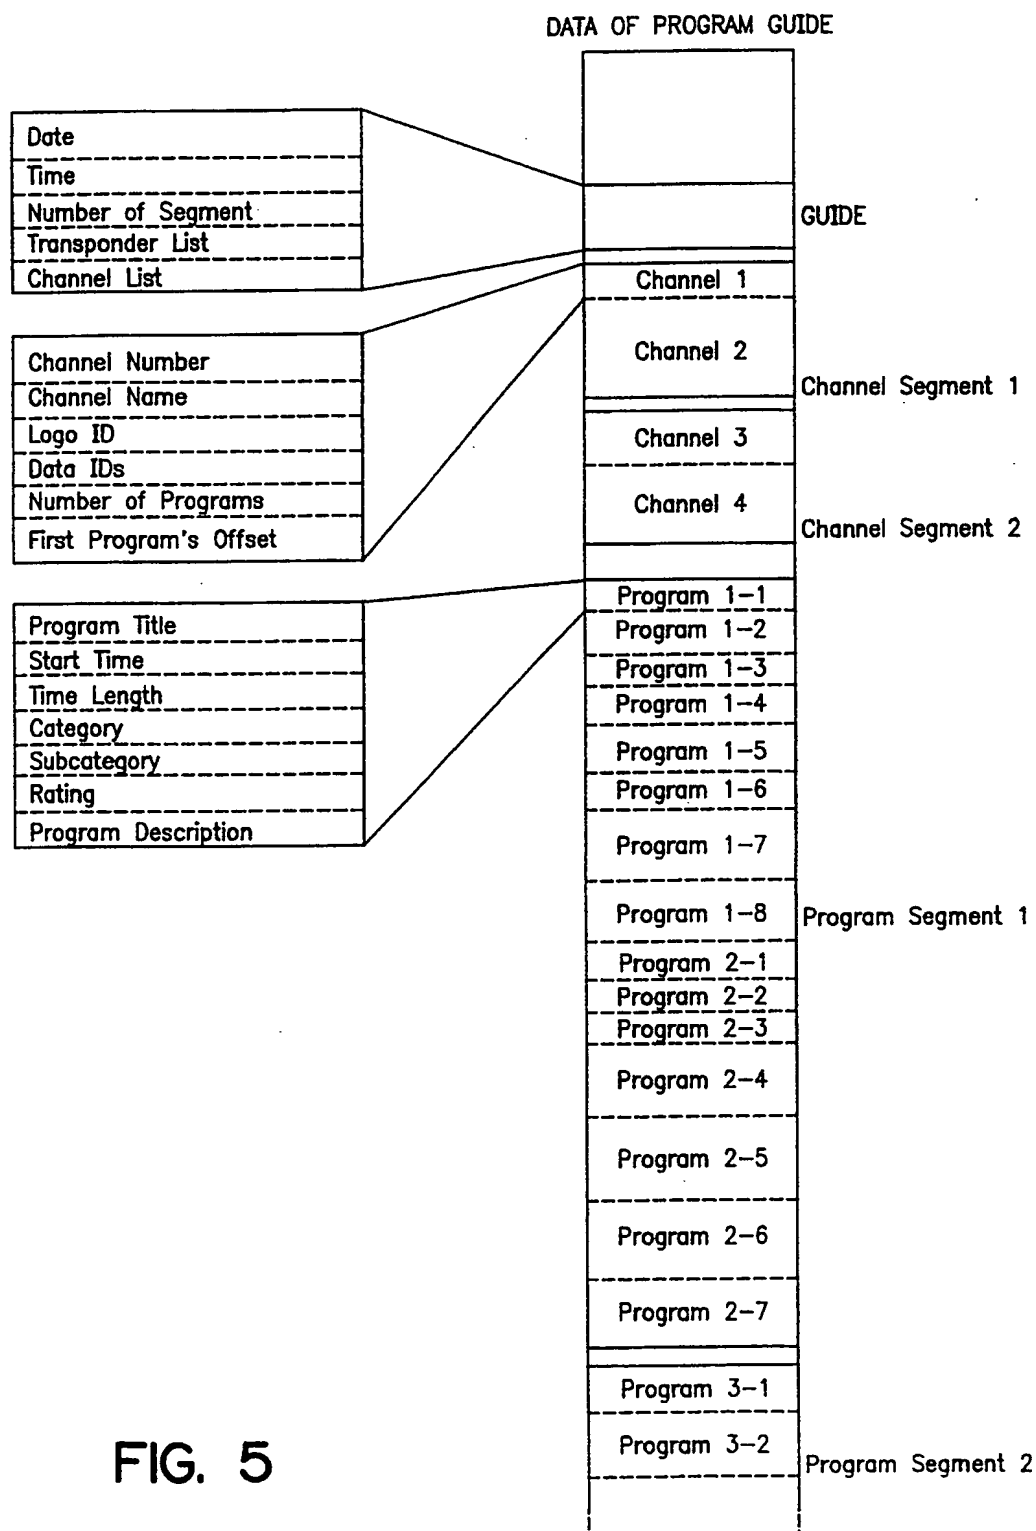 DATA OF PROGRAM GUIDE
Date
Time
Number of Segment
Transponder List
Channel List
GUIDE
Channel Number
Channel Name
Logo ID
Data IDs
Number of Programs
First Program's Offset
Channel 1
Channel 2
Channel Segment 1
Channel 3
Channel 4
Channel Segment 2
Program Title
Start Time
Time Length
Category
Subcategory
Rating
Program Description
Program 1-1
Program 1-2
Program 1-3
Program 1-4
Program 1-5
Program 1-6
Program 1-7
Program 1-8
Program Segment 1
Program 2-1
Program 2-2
Program 2-3
Program 2-4
Program 2-5
Program 2-6
Program 2-7
Program 3-1
Program 3-2
Program Segment 2
FIG. 5